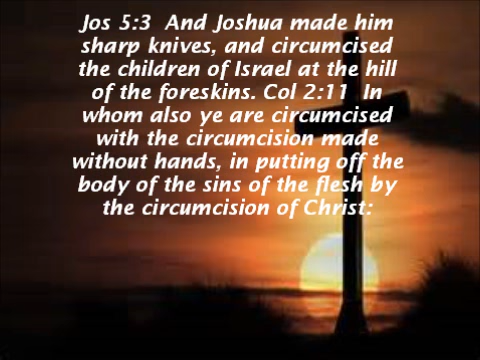 Jos 5:3  And Joshua made him
sharp knives, and circumcised
the children of Israel at the hill
of the foreskins. Col 2:11  In
whom also ye are circumcised
with the circumcision made
without hands, in putting off the
body of the sins of the flesh by
the circumcision of Christ: